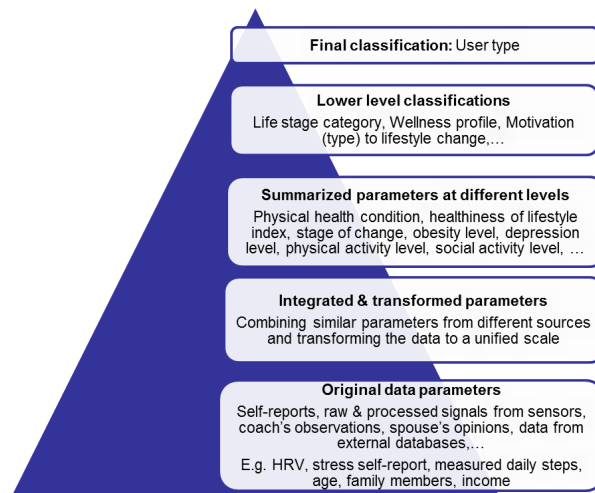 Final classification: User type
Lower level classifications
Life stage category, Wellness profile, Motivation
(type) to lifestyle change,…
Summarized parameters at different levels
Physical health condition, healthiness of lifestyle
index, stage of change, obesity level, depression
level, physical activity level, social activity level, …
Integrated & transformed parameters
Combining similar parameters from different sources
and transforming the data to a unified scale
Original data parameters
Self-reports, raw & processed signals from sensors,
coach's observations, spouse's opinions, data from
external databases,…
E.g. HRV, stress self-report, measured daily steps,
age, family members, income